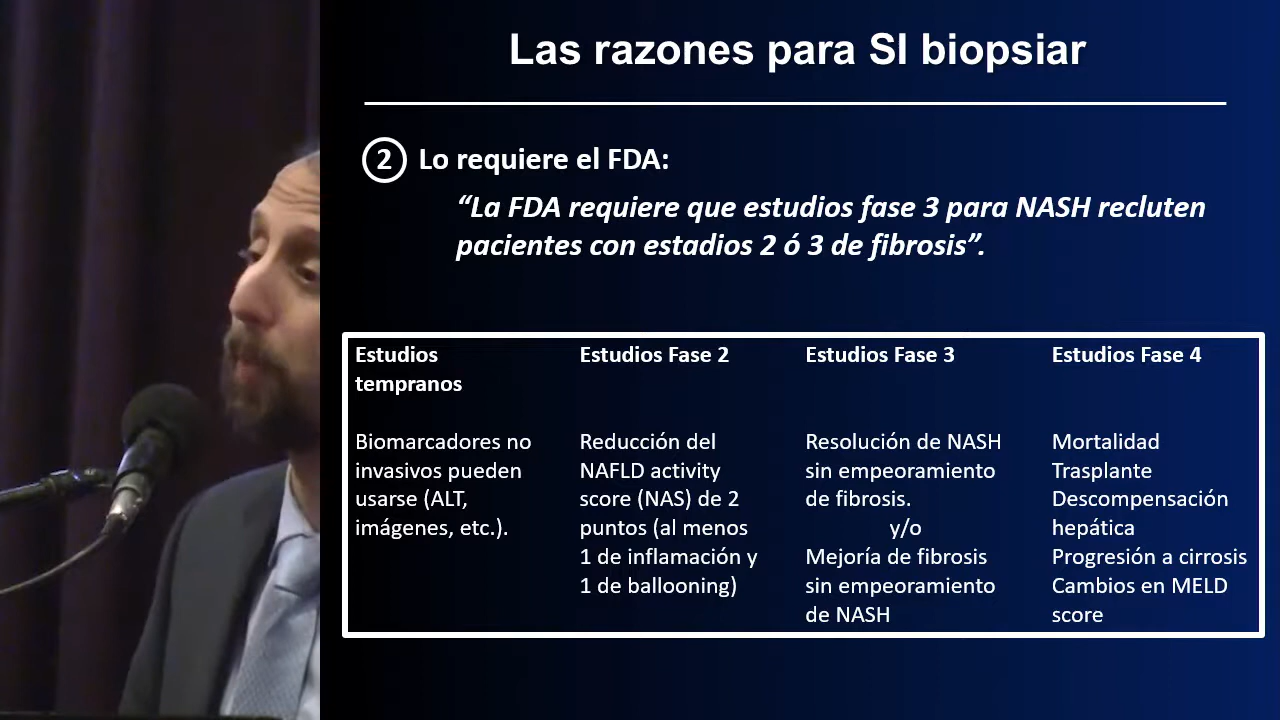 Las razones para SI biopsiar
2 Lo requiere el FDA:
“La FDA requiere que estudios fase 3 para NASH recluten
pacientes con estadios 2 ó 3 de fibrosis”.
Estudios
tempranos
Biomarcadores no
invasivos pueden
usarse (ALT,
imágenes, etc.).
Estudios Fase 2
Reducción del
NAFLD activity
score (NAS) de 2
puntos (al menos
1 de inflamación y
1 de ballooning)
Estudios Fase 3
Resolución de NASH
sin empeoramiento
de fibrosis.
y/o
Mejoría de fibrosis
sin empeoramiento
de NASH
Estudios Fase 4
Mortalidad
Trasplante
Descompensación
hepática
Progresión a cirrosis
Cambios en MELD
score